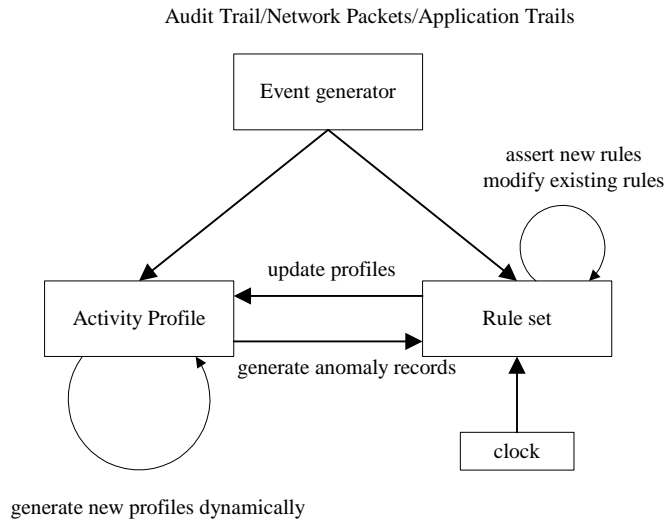 Audit Trail/Network Packets/Application Trails
Event generator
assert new rules
modify existing rules
update profiles
Activity Profile
Rule set
generate anomaly records
clock
generate new profiles dynamically